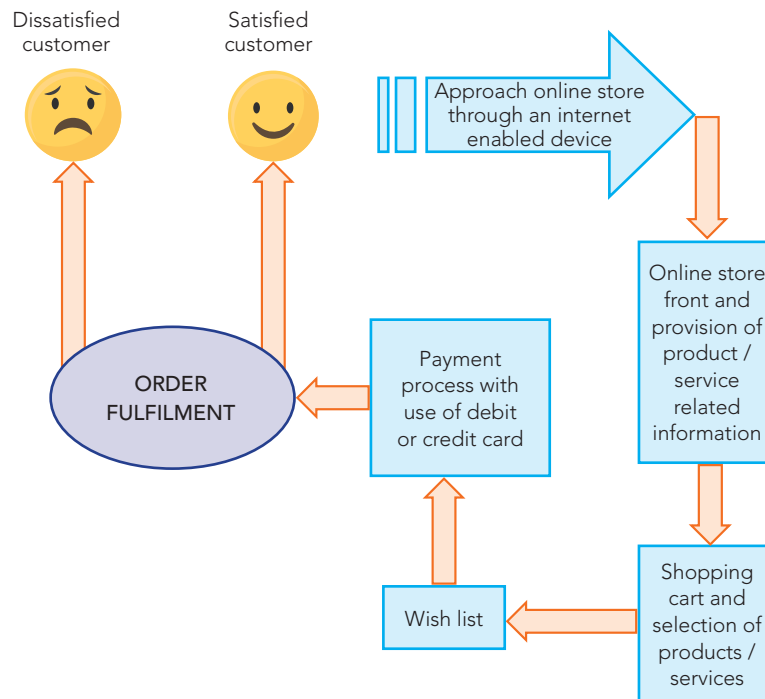 Dissatisfied
customer
Satisfied
customer
Approach online store
through an internet
enabled device
Online store
front and
provision of
product /
service
related
information
Shopping
cart and
selection of
products /
services
Wish list
Payment
process with
use of debit
or credit card
ORDER
FULFILMENT